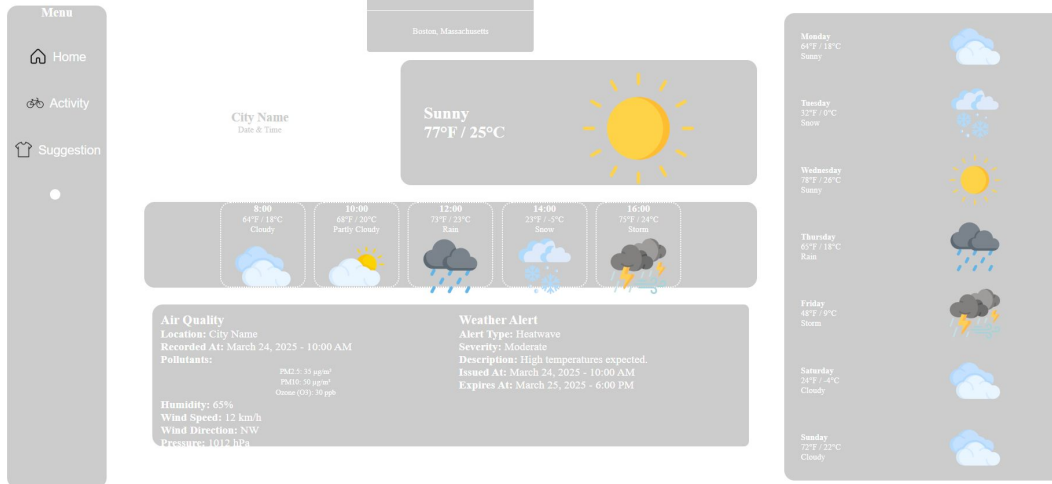 Menu
Home
Activity
Suggestion
Boston, Massachusetts
City Name
Date & Time
Sunny
77°F / 25°C
8:00
64°F / 18°C
Cloudy
10:00
68°F / 20°C
Partly Cloudy
12:00
73°F / 23°C
Rain
14:00
23°F / -5°C
Snow
16:00
75°F / 24°C
Storm
Air Quality
Location: City Name
Recorded At: March 24, 2025 - 10:00 AM
Pollutants:
PM2.5: 35 µg/m³
PM10: 50 µg/m³
Ozone (O3): 30 ppb
Humidity: 65%
Wind Speed: 12 km/h
Wind Direction: NW
Pressure: 1012 hPa
Weather Alert
Alert Type: Heatwave
Severity: Moderate
Description: High temperatures expected.
Issued At: March 24, 2025 - 10:00 AM
Expires At: March 25, 2025 - 6:00 PM
Monday
64°F / 18°C
Sunny
Tuesday
32°F / 0°C
Snow
Wednesday
78°F / 26°C
Sunny
Thursday
65°F / 18°C
Rain
Friday
48°F / 9°C
Storm
Saturday
24°F / -4°C
Cloudy
Sunday
72°F / 22°C
Cloudy